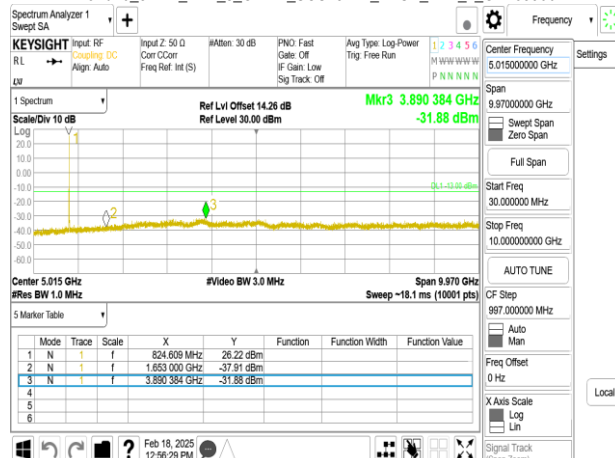 Spectrum Analyzer 1
Swept SA
Frequency
KEYSIGHT
RL
LXI
Input: RF
Coupling: DC
Align: Auto
Input Z: 50 Ω
Corr CCorr
Freq Ref: Int (S)
#Atten: 30 dB
PNO: Fast
Gate: Off
IF Gain: Low
Sig Track: Off
Avg Type: Log-Power
Trig: Free Run
1 2 3 4 5 6
M W W W W W
P N N N N N
Center Frequency
5.015000000 GHz
Settings
Span
9.97000000 GHz
Swept Span
Zero Span
Full Span
Start Freq
30.000000 MHz
Stop Freq
10.000000000 GHz
AUTO TUNE
CF Step
997.000000 MHz
Auto
Man
Freq Offset
0 Hz
X Axis Scale
Log
Lin
Local
Signal Track
1 Spectrum
Scale/Div 10 dB
Ref Lvl Offset 14.26 dB
Ref Level 30.00 dBm
Mkr3 3.890 384 GHz
-31.88 dBm
Log
20.0
10.0
0.00
-10.0
-20.0
-30.0
-40.0
-50.0
-60.0
1
2
3
DL1 -13.00 dBm
Center 5.015 GHz
#Res BW 1.0 MHz
#Video BW 3.0 MHz
Span 9.970 GHz
Sweep ~18.1 ms (10001 pts)
5 Marker Table
Mode Trace Scale X Y Function Function Width Function Value
1 N 1 f 824.609 MHz 26.22 dBm
2 N 1 f 1.653 000 GHz -37.91 dBm
3 N 1 f 3.890 384 GHz -31.88 dBm
4
5
6
?
Feb 18, 2025
12:56:29 PM